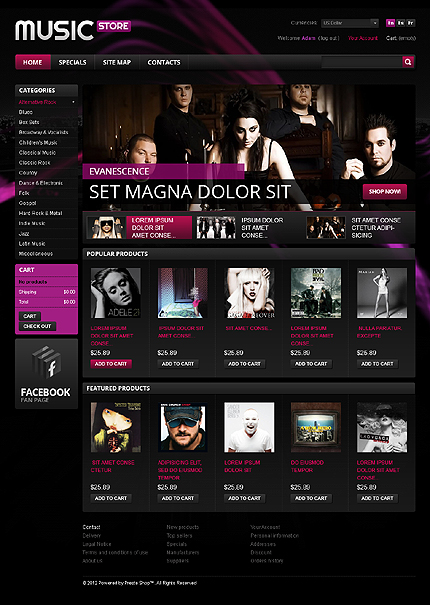 MUSIC STORE
Currencies: US Dollar En Es Fr
Welcome Adam (log out) Your Account Cart: (empty)
HOME SPECIALS SITE MAP CONTACTS
CATEGORIES
Alternative Rock
Blues
Box Sets
Broadway & Vocalists
Children's Music
Classical Music
Classic Rock
Country
Dance & Electronic
Folk
Gospel
Hard Rock & Metal
Indie Music
Jazz
Latin Music
Miscellaneous
CART
No products
Shipping $0.00
Total $0.00
CART
CHECK OUT
FACEBOOK
FAN PAGE
EVANESCENCE
SET MAGNA DOLOR SIT
SHOP NOW!
LOREM IPSUM
DOLOR SIT
AMET CONSE...
IPSUM DOLOR
SIT AMET
CONSE...
SIT AMET CONSE
CTETUR ADIPI-
SICING
POPULAR PRODUCTS
ADELE 21
LOREM IPSUM
DOLOR SIT AMET
CONSE...
$25.89
ADD TO CART
IPSUM DOLOR SIT
AMET CONSE...
$25.89
ADD TO CART
SIT AMET CONSE...
$25.89
ADD TO CART
LOREM IPSUM
DOLOR SIT AMET
CONSE...
$25.89
ADD TO CART
NULLA PARIATUR.
EXCEPTE
$25.89
ADD TO CART
FEATURED PRODUCTS
SIT AMET CONSE
CTETUR
$25.89
ADD TO CART
ADIPISICING ELIT,
SED DO EIUSMOD
TEMPOR
$25.89
ADD TO CART
LOREM IPSUM
DOLOR SIT AMET
$25.89
ADD TO CART
DO EIUSMOD
TEMPOR
$25.89
ADD TO CART
LOREM IPSUM
DOLOR SIT AMET
CONSE...
$25.89
ADD TO CART
Contact
Delivery
Legal Notice
Terms and conditions of use
About us
New products
Top sellers
Specials
Manufacturers
Suppliers
Your Account
Personal information
Addresses
Discount
Order history
© 2012 Powered by Presta Shop™. All Rights Reserved